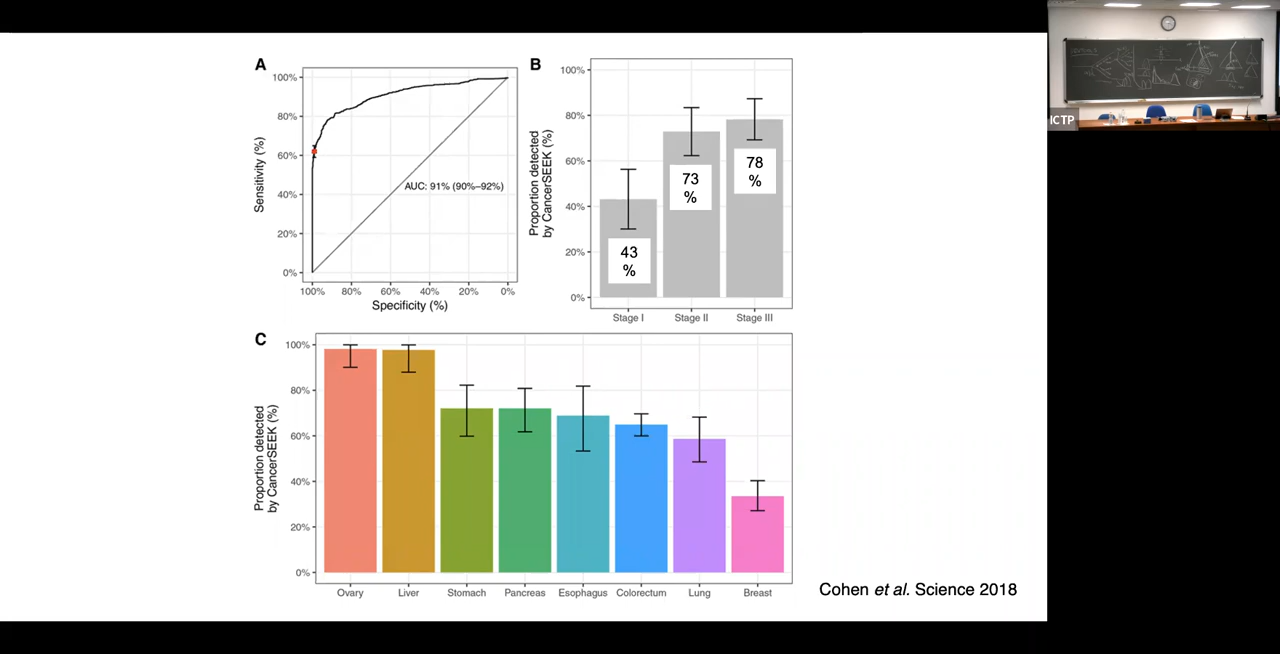 A
100%
80%
60%
40%
20%
0%
Sensitivity (%)
AUC: 91% (90%–92%)
100%
80%
60%
40%
20%
0%
Specificity (%)
B
100%
80%
60%
40%
20%
0%
Proportion detected
by CancerSEEK (%)
43
%
73
%
78
%
Stage I
Stage II
Stage III
C
100%
80%
60%
40%
20%
0%
Proportion detected
by CancerSEEK (%)
Ovary
Liver
Stomach
Pancreas
Esophagus
Colorectum
Lung
Breast
Cohen et al. Science 2018
ICTP